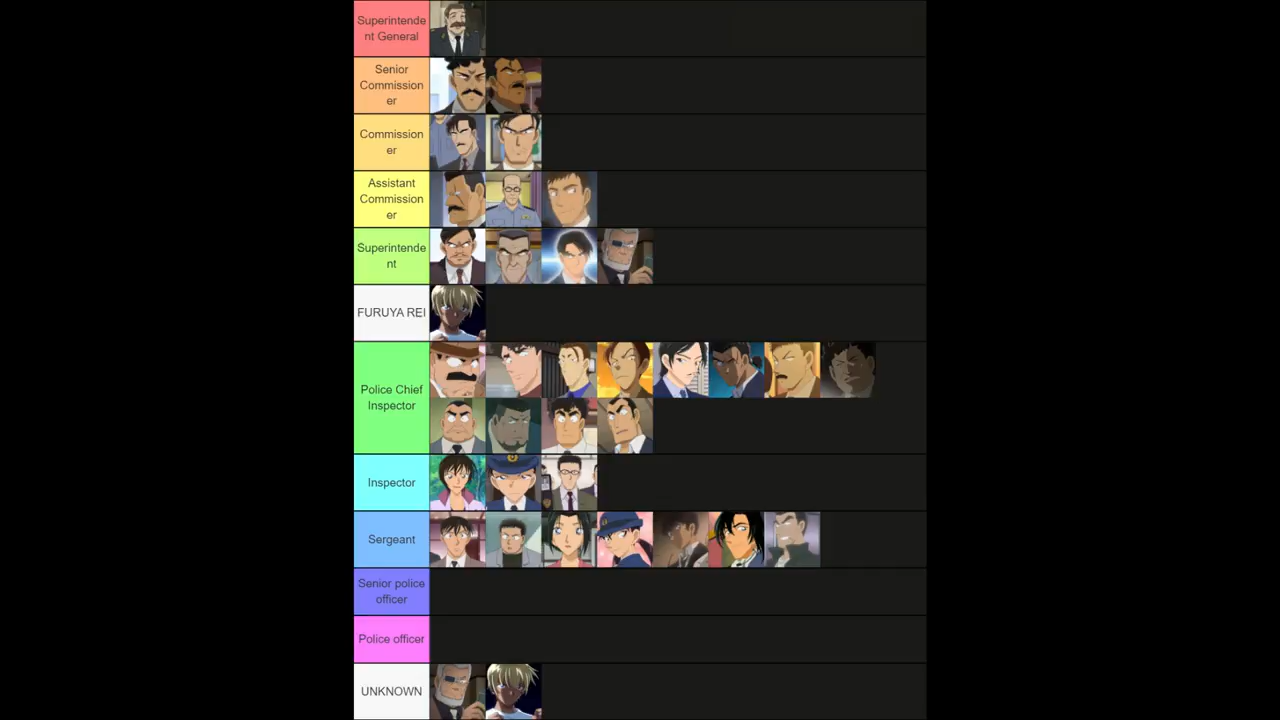 Superintende
nt General
Senior
Commission
er
Commission
er
Assistant
Commission
er
Superintende
nt
FURUYA REI
Police Chief
Inspector
Inspector
Sergeant
Senior police
officer
Police officer
UNKNOWN